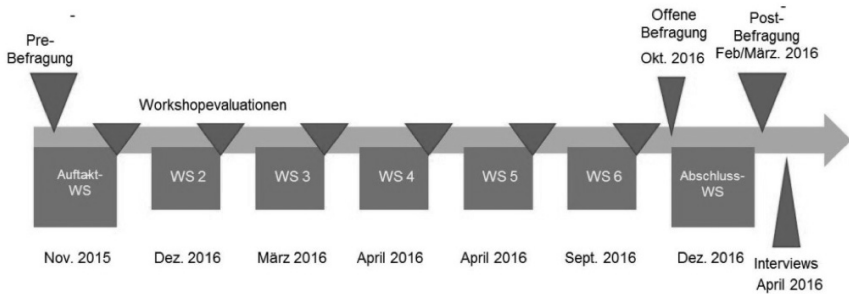 Pre-
Befragung
Offene
Befragung
Okt. 2016
Post-
Befragung
Feb/März. 2016
Workshopevaluationen
Auftakt-
WS
WS 2
WS 3
WS 4
WS 5
WS 6
Abschluss-
WS
Nov. 2015
Dez. 2016
März 2016
April 2016
April 2016
Sept. 2016
Dez. 2016
Interviews
April 2016